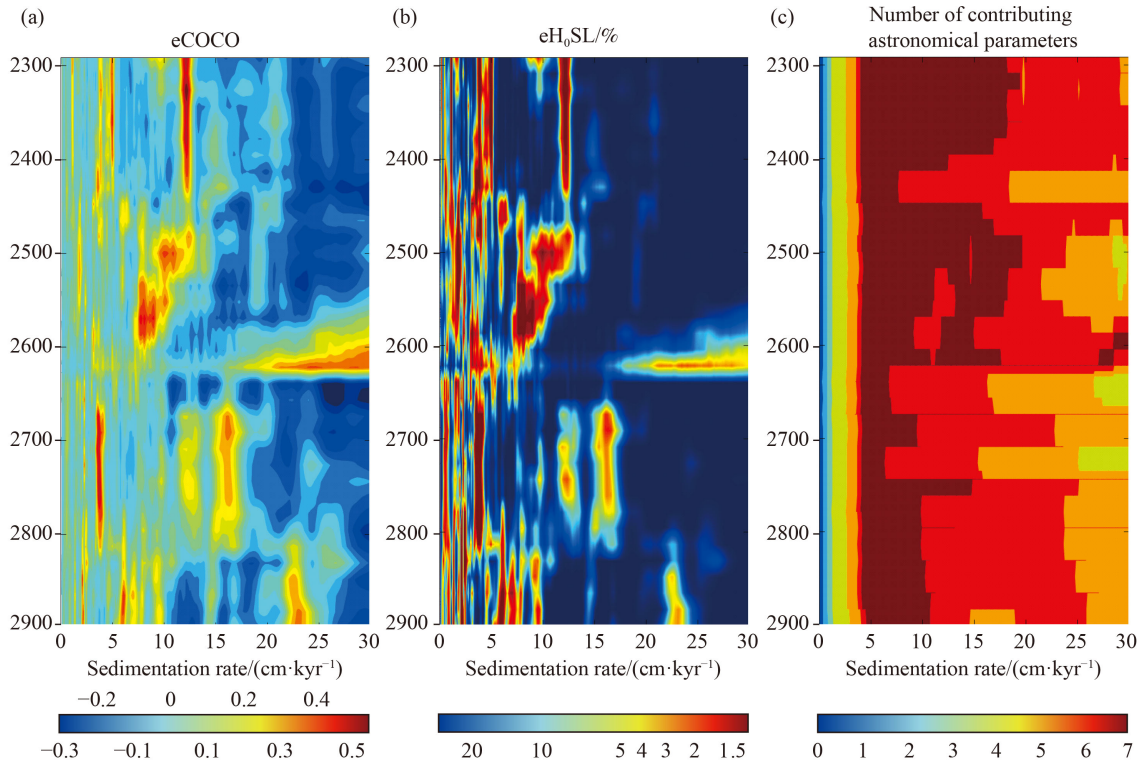 (a)
eCOCO
2300
2400
2500
2600
2700
2800
2900
0 5 10 15 20 25 30
Sedimentation rate/(cm·kyr⁻¹)
−0.2 0 0.2 0.4
−0.3 −0.1 0.1 0.3 0.5
(b)
eH₀SL/%
2300
2400
2500
2600
2700
2800
2900
0 5 10 15 20 25 30
Sedimentation rate/(cm·kyr⁻¹)
20 10 5 4 3 2 1.5
(c)
Number of contributing
astronomical parameters
2300
2400
2500
2600
2700
2800
2900
0 5 10 15 20 25 30
Sedimentation rate/(cm·kyr⁻¹)
0 1 2 3 4 5 6 7